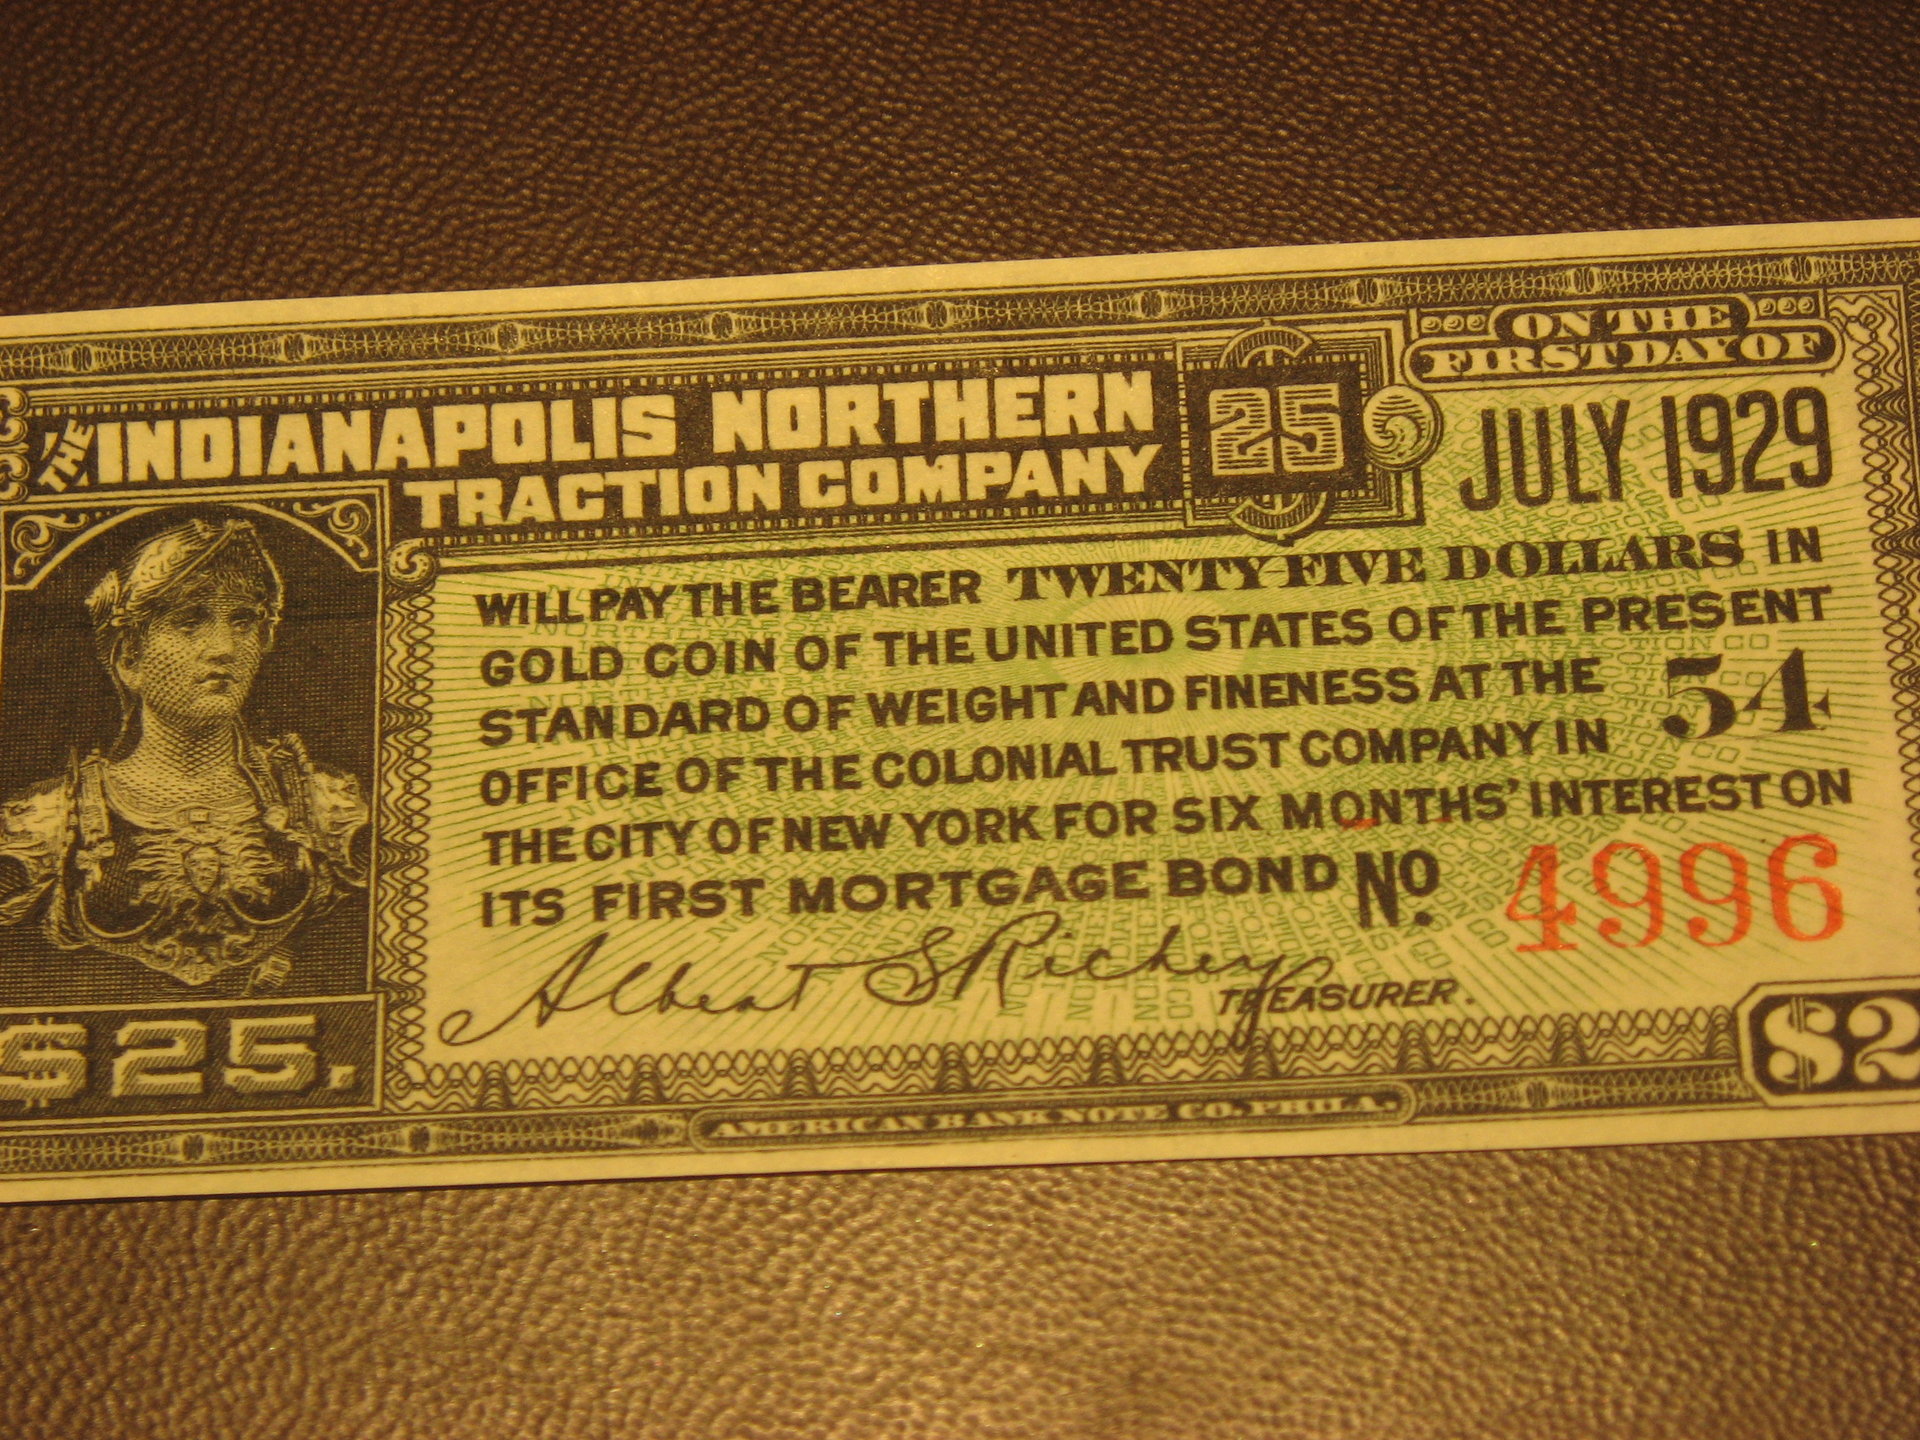 THE INDIANAPOLIS NORTHERN
TRACTION COMPANY
25
ON THE
FIRST DAY OF
JULY 1929
WILL PAY THE BEARER TWENTY FIVE DOLLARS IN
GOLD COIN OF THE UNITED STATES OF THE PRESENT
STANDARD OF WEIGHT AND FINENESS AT THE
54
OFFICE OF THE COLONIAL TRUST COMPANY IN
THE CITY OF NEW YORK FOR SIX MONTHS' INTEREST ON
ITS FIRST MORTGAGE BOND NO. 4996
Albert S Richey
TREASURER.
$25.
$2
AMERICAN BANK NOTE CO. PHILA.